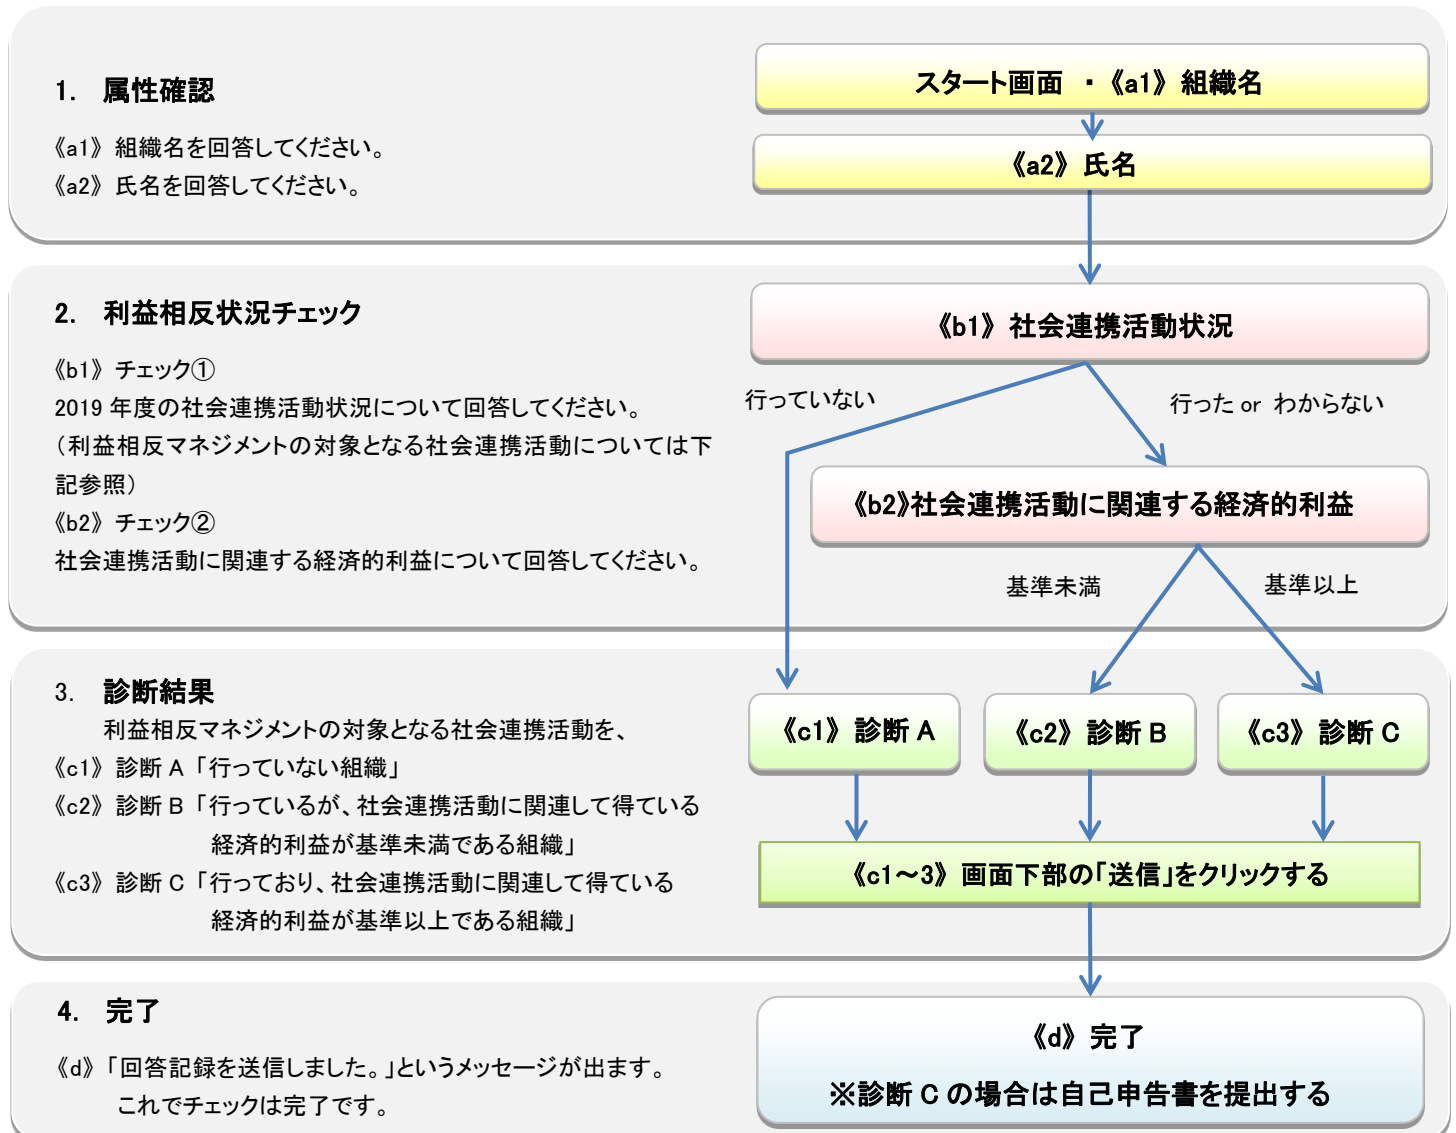 1. 属性確認
《a1》 組織名を回答してください。
《a2》 氏名を回答してください。
スタート画面 ・《a1》 組織名
《a2》 氏名
2. 利益相反状況チェック
《b1》 チェック①
2019 年度の社会連携活動状況について回答してください。
（利益相反マネジメントの対象となる社会連携活動については下
記参照）
《b2》 チェック②
社会連携活動に関連する経済的利益について回答してください。
《b1》 社会連携活動状況
行っていない
行った or わからない
《b2》社会連携活動に関連する経済的利益
基準未満
基準以上
3. 診断結果
利益相反マネジメントの対象となる社会連携活動を、
《c1》 診断 A 「行っていない組織」
《c2》 診断 B 「行っているが、社会連携活動に関連して得ている
経済的利益が基準未満である組織」
《c3》 診断 C 「行っており、社会連携活動に関連して得ている
経済的利益が基準以上である組織」
《c1》 診断 A
《c2》 診断 B
《c3》 診断 C
《c1～3》 画面下部の「送信」をクリックする
4. 完了
《d》 「回答記録を送信しました。」というメッセージが出ます。
これでチェックは完了です。
《d》 完了
※診断 C の場合は自己申告書を提出する